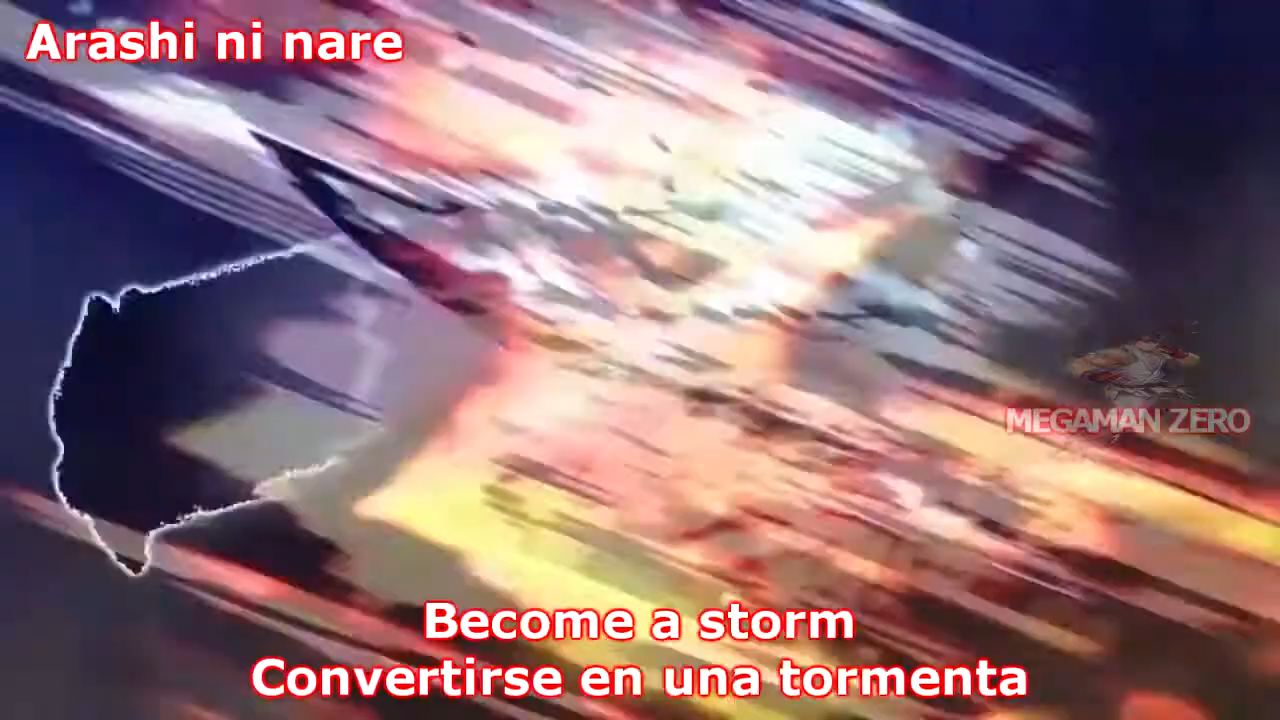 Arashi ni nare
MEGAMAN ZERO
Become a storm
Convertirse en una tormenta